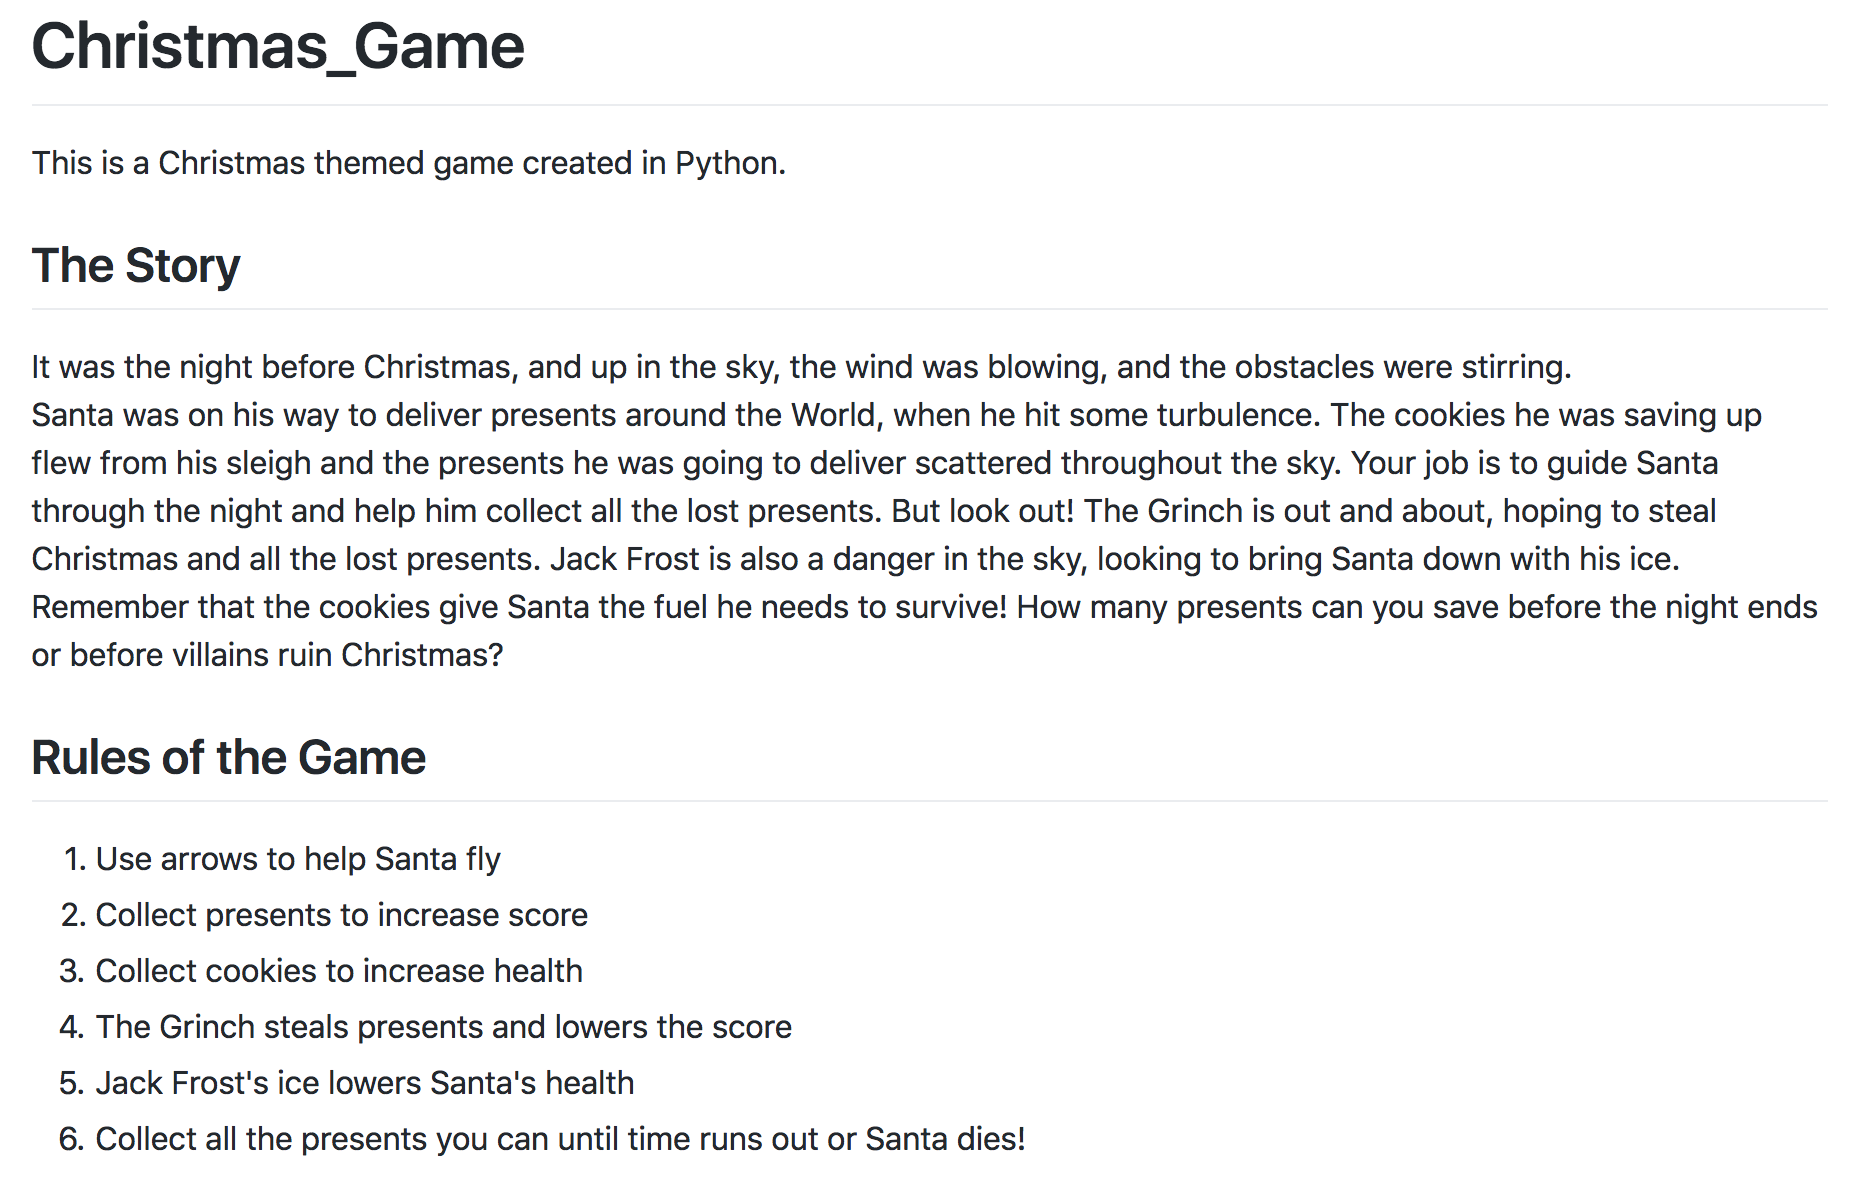 Christmas_Game
This is a Christmas themed game created in Python.
The Story
It was the night before Christmas, and up in the sky, the wind was blowing, and the obstacles were stirring.
Santa was on his way to deliver presents around the World, when he hit some turbulence. The cookies he was saving up
flew from his sleigh and the presents he was going to deliver scattered throughout the sky. Your job is to guide Santa
through the night and help him collect all the lost presents. But look out! The Grinch is out and about, hoping to steal
Christmas and all the lost presents. Jack Frost is also a danger in the sky, looking to bring Santa down with his ice.
Remember that the cookies give Santa the fuel he needs to survive! How many presents can you save before the night ends
or before villains ruin Christmas?
Rules of the Game
1. Use arrows to help Santa fly
2. Collect presents to increase score
3. Collect cookies to increase health
4. The Grinch steals presents and lowers the score
5. Jack Frost's ice lowers Santa's health
6. Collect all the presents you can until time runs out or Santa dies!